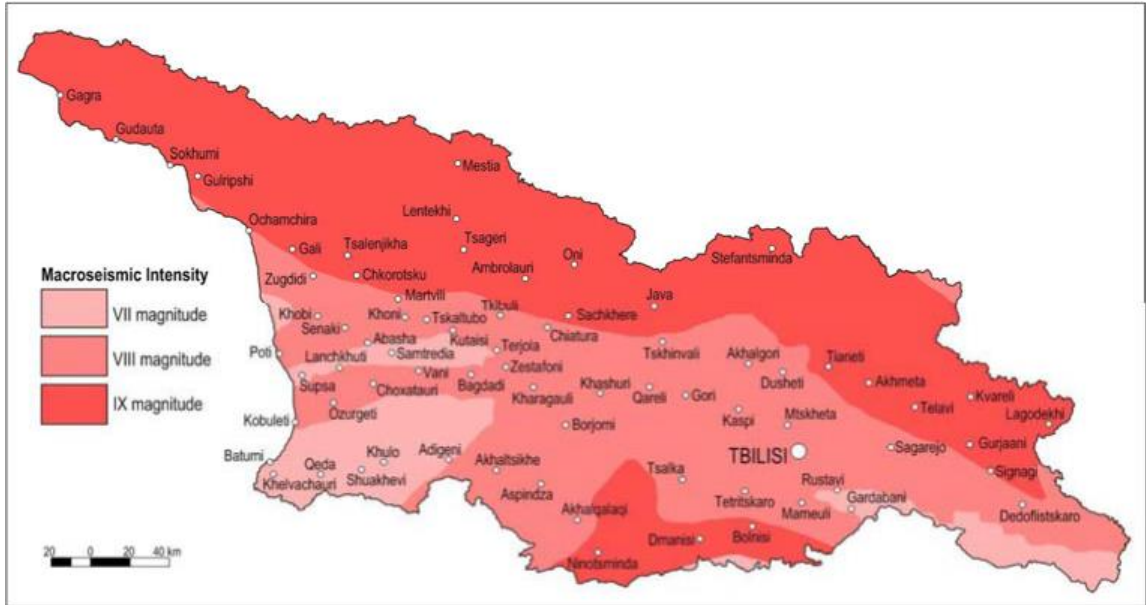 Gagra
Gudauta
Sokhumi
Gulripshi
Mestia
Lentekhi
Ochamchira
Tsageri
Gali
Tsalenjikha
Oni
Stefantsminda
Macroseismic Intensity
VII magnitude
VIII magnitude
IX magnitude
Zugdidi
Chkorotsku
Ambrolauri
Martvili
Java
Khobi
Khoni
Tskaltubo
Tkibuli
Sachkhere
Senaki
Abasha
Kutaisi
Chiatura
Poti
Lanchkhuti
Samtredia
Terjola
Tskhinvali
Akhalgori
Tianeti
Supsa
Vani
Zestafoni
Choxatauri
Bagdadi
Khashuri
Dusheti
Akhmeta
Kharagauli
Qareli
Gori
Kvareli
Ozurgeti
Kaspi
Mtskheta
Telavi
Lagodekhi
Kobuleti
Borjomi
TBILISI
Sagarejo
Gurjaani
Batumi
Qeda
Khulo
Adigeni
Akhaltsikhe
Tsalka
Signagi
Khelvachauri
Shuakhevi
Aspindza
Rustavi
Tetritskaro
Gardabani
Marneuli
Dedoflistskaro
Akhalqalaqi
Dmanisi
Bolnisi
Ninotsminda
20 0 20 40 km